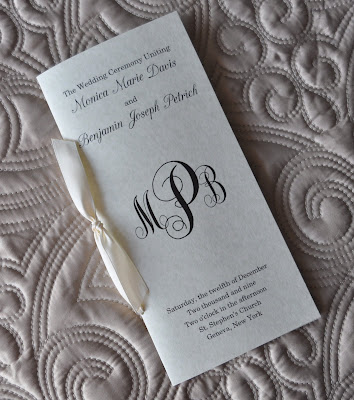 The Wedding Ceremony Uniting
Monica Marie Davis
and
Benjamin Joseph Petrich
MPB
Saturday, the twelfth of December
Two thousand and nine
Two o'clock in the afternoon
St. Stephen's Church
Geneva, New York